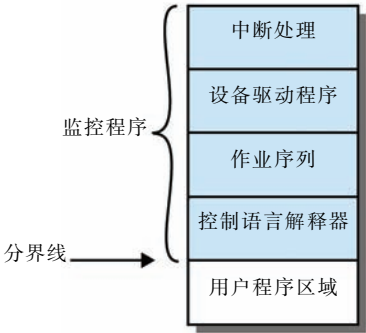 中断处理
设备驱动程序
监控程序
作业序列
控制语言解释器
分界线
用户程序区域